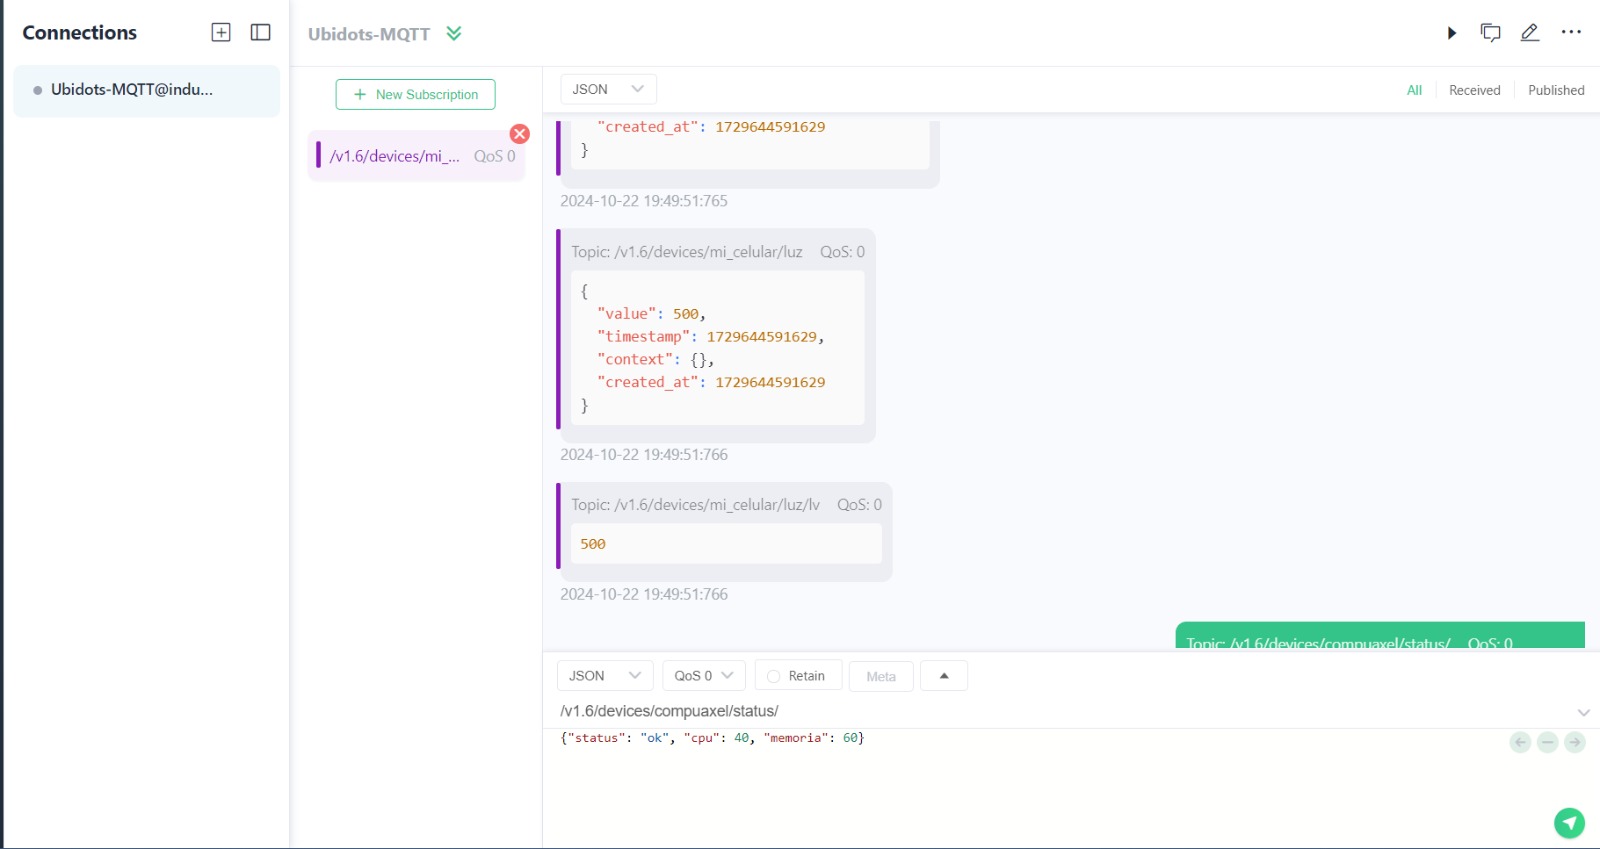 Connections
Ubidots-MQTT@indu...
Ubidots-MQTT
New Subscription
/v1.6/devices/mi_... QoS 0
JSON
All Received Published
"created_at": 1729644591629
}
2024-10-22 19:49:51:765
Topic: /v1.6/devices/mi_celular/luz QoS: 0
{
"value": 500,
"timestamp": 1729644591629,
"context": {},
"created_at": 1729644591629
}
2024-10-22 19:49:51:766
Topic: /v1.6/devices/mi_celular/luz/lv QoS: 0
500
2024-10-22 19:49:51:766
Topic: /v1.6/devices/compuaxel/status/ QoS: 0
JSON QoS 0 Retain Meta
/v1.6/devices/compuaxel/status/
{"status": "ok", "cpu": 40, "memoria": 60}